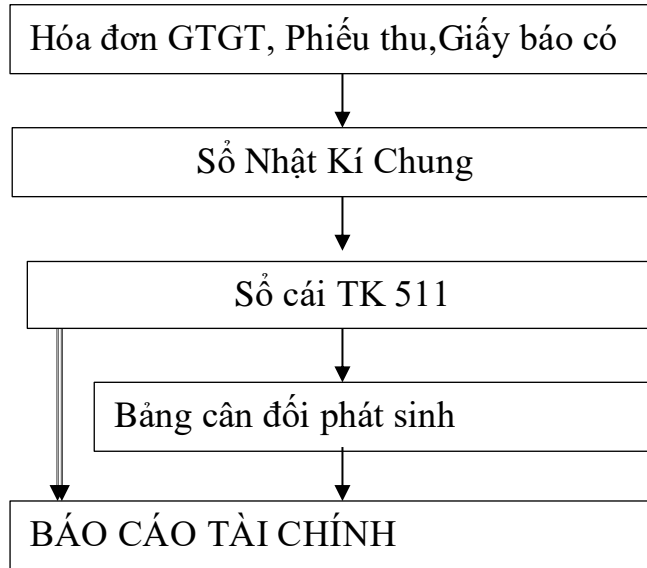 Hóa đơn GTGT, Phiếu thu,Giấy báo có
Sổ Nhật Kí Chung
Sổ cái TK 511
Bảng cân đối phát sinh
BÁO CÁO TÀI CHÍNH